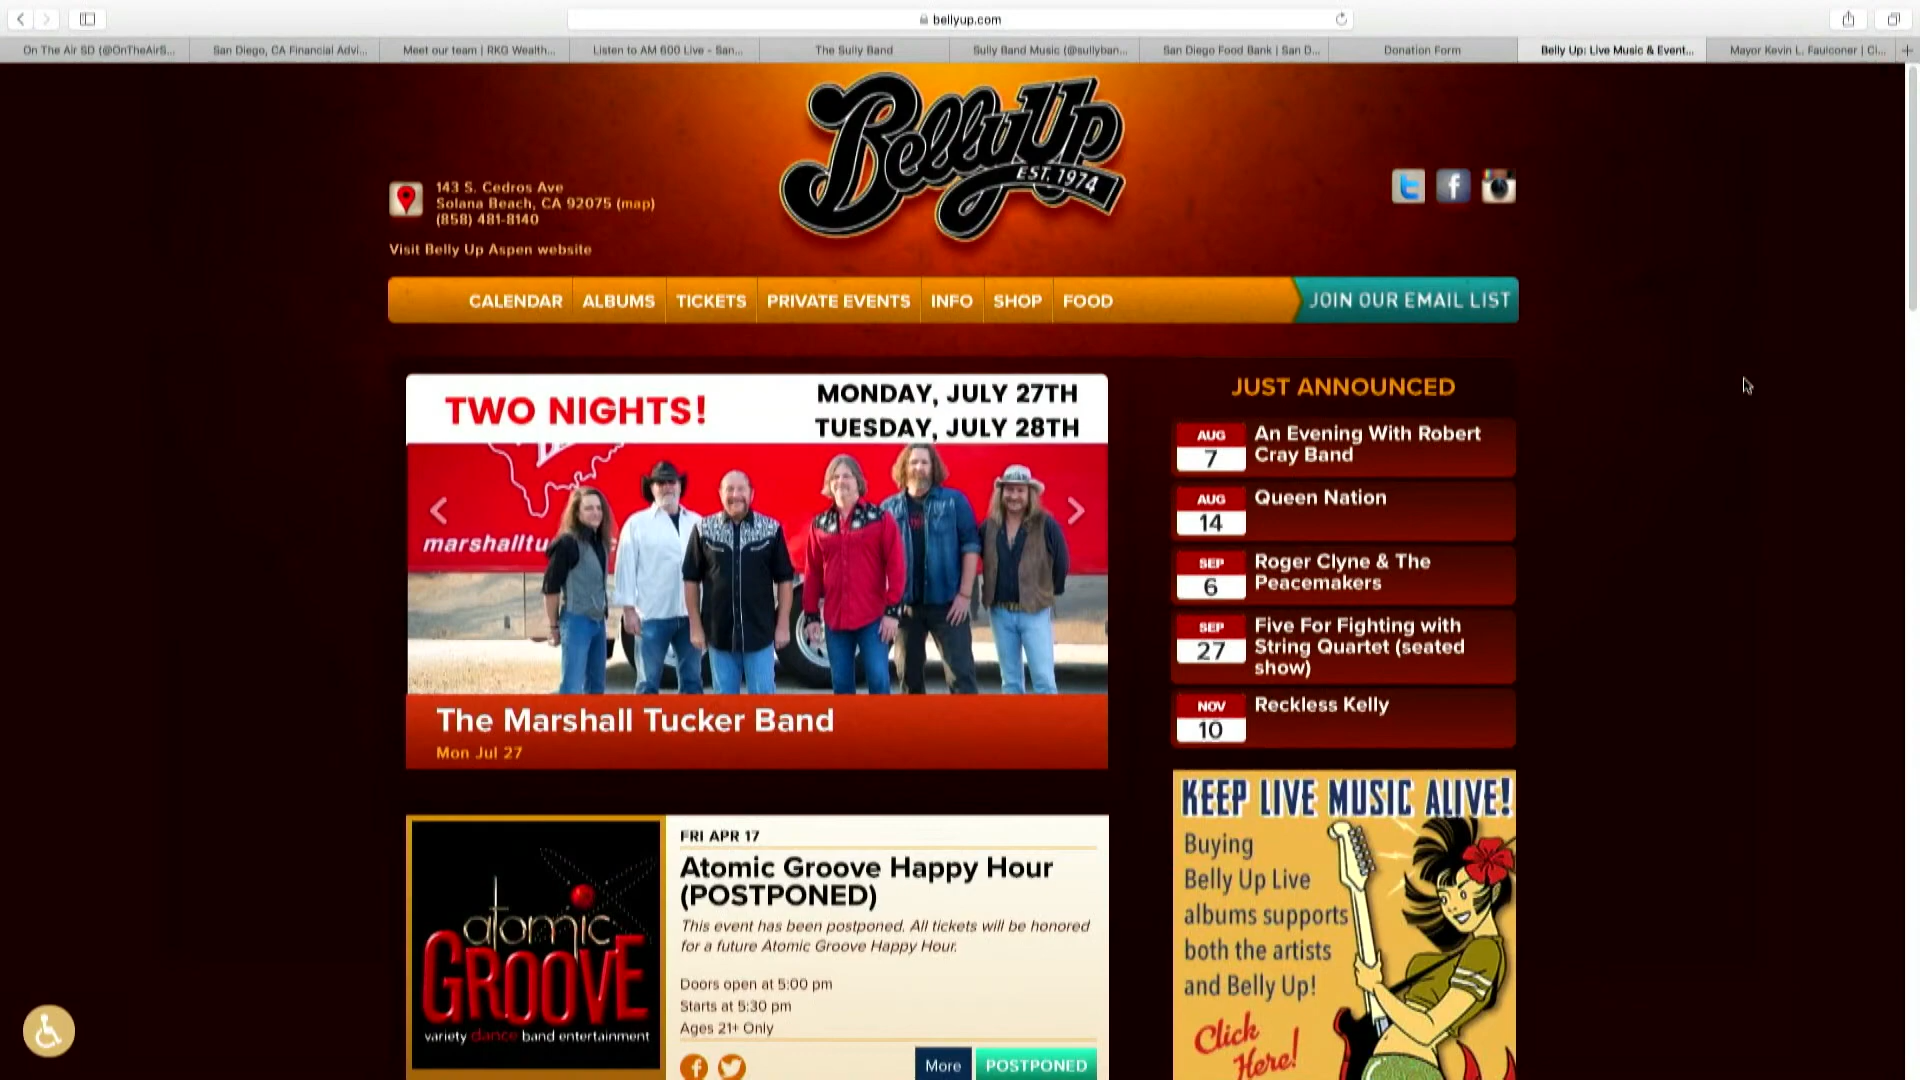 bellyup.com
On The Air SD (@OnTheAirS...
San Diego, CA Financial Advi...
Meet our team | RKG Wealth...
Listen to AM 600 Live - San...
The Sully Band
Sully Band Music (@sullyban...
San Diego Food Bank | San D...
Donation Form
Belly Up: Live Music & Event...
Mayor Kevin L. Faulconer | Ci...
Belly Up
EST. 1974
143 S. Cedros Ave
Solana Beach, CA 92075 (map)
(858) 481-8140
Visit Belly Up Aspen website
CALENDAR
ALBUMS
TICKETS
PRIVATE EVENTS
INFO
SHOP
FOOD
JOIN OUR EMAIL LIST
TWO NIGHTS!
MONDAY, JULY 27TH
TUESDAY, JULY 28TH
marshalltu
The Marshall Tucker Band
Mon Jul 27
JUST ANNOUNCED
AUG
7
An Evening With Robert
Cray Band
AUG
14
Queen Nation
SEP
6
Roger Clyne & The
Peacemakers
SEP
27
Five For Fighting with
String Quartet (seated
show)
NOV
10
Reckless Kelly
atomic
GROOVE
variety dance band entertainment
FRI APR 17
Atomic Groove Happy Hour
(POSTPONED)
This event has been postponed. All tickets will be honored
for a future Atomic Groove Happy Hour.
Doors open at 5:00 pm
Starts at 5:30 pm
Ages 21+ Only
More
POSTPONED
KEEP LIVE MUSIC ALIVE!
Buying
Belly Up Live
albums supports
both the artists
and Belly Up!
Click
Here!